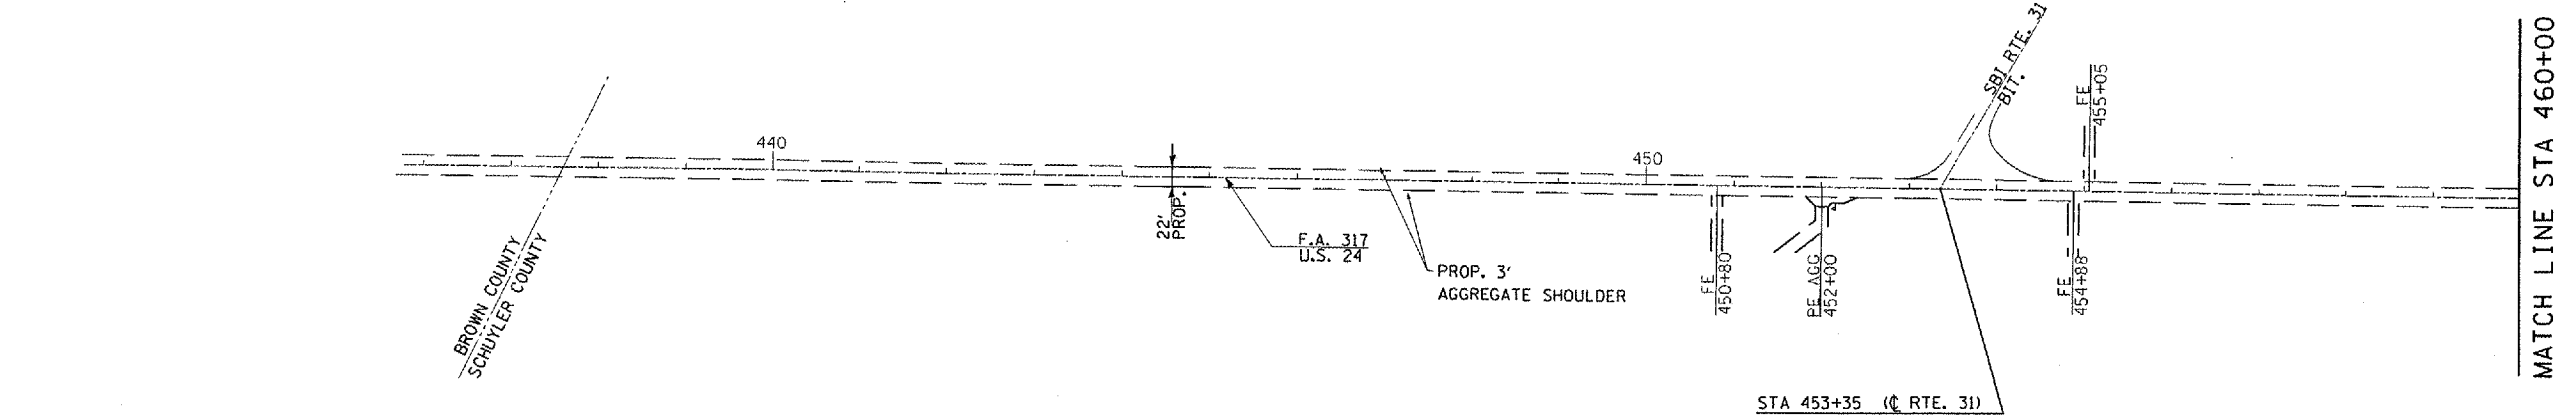 BROWN COUNTY
SCHUYLER COUNTY
440
22'
PROP.
F.A. 317
U.S. 24
PROP. 3'
AGGREGATE SHOULDER
450
FE
450+80
PE AGG
452+00
SBI RTE. 31
BIT.
STA 453+35 (℄ RTE. 31)
FE
454+88
FE
455+05
MATCH LINE STA 460+00